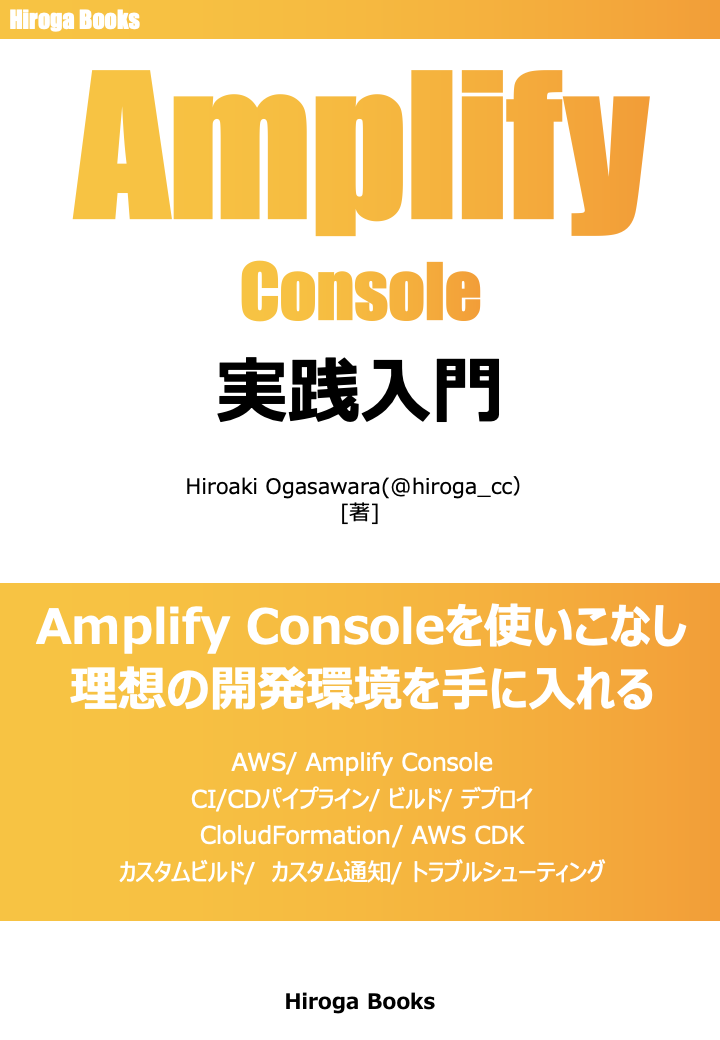 Hiroga Books
Amplify
Console
実践入門
Hiroaki Ogasawara(@hiroga_cc）
[著]
Amplify Consoleを使いこなし
理想の開発環境を手に入れる
AWS/ Amplify Console
CI/CDパイプライン/ ビルド/ デプロイ
CloludFormation/ AWS CDK
カスタムビルド/ カスタム通知/ トラブルシューティング
Hiroga Books